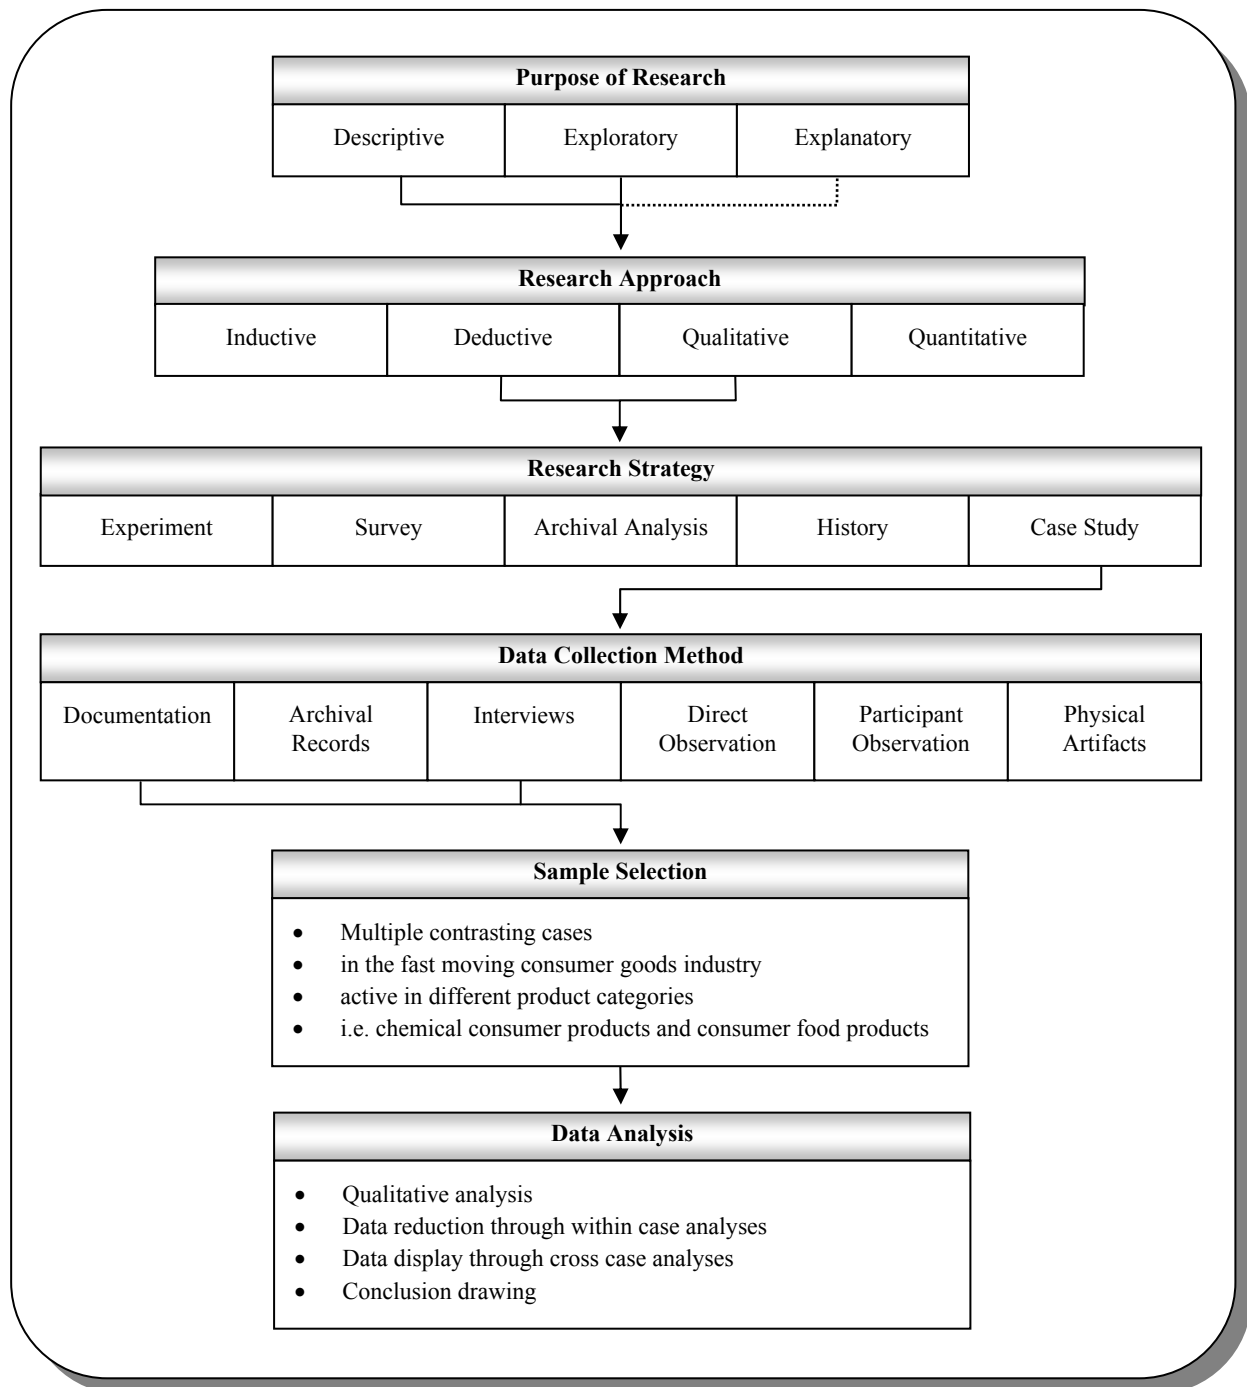 Purpose of Research
Descriptive Exploratory Explanatory
Research Approach
Inductive Deductive Qualitative Quantitative
Research Strategy
Experiment Survey Archival Analysis History Case Study
Data Collection Method
Documentation Archival Records Interviews Direct Observation Participant Observation Physical Artifacts
Sample Selection
• Multiple contrasting cases
• in the fast moving consumer goods industry
• active in different product categories
• i.e. chemical consumer products and consumer food products
Data Analysis
• Qualitative analysis
• Data reduction through within case analyses
• Data display through cross case analyses
• Conclusion drawing